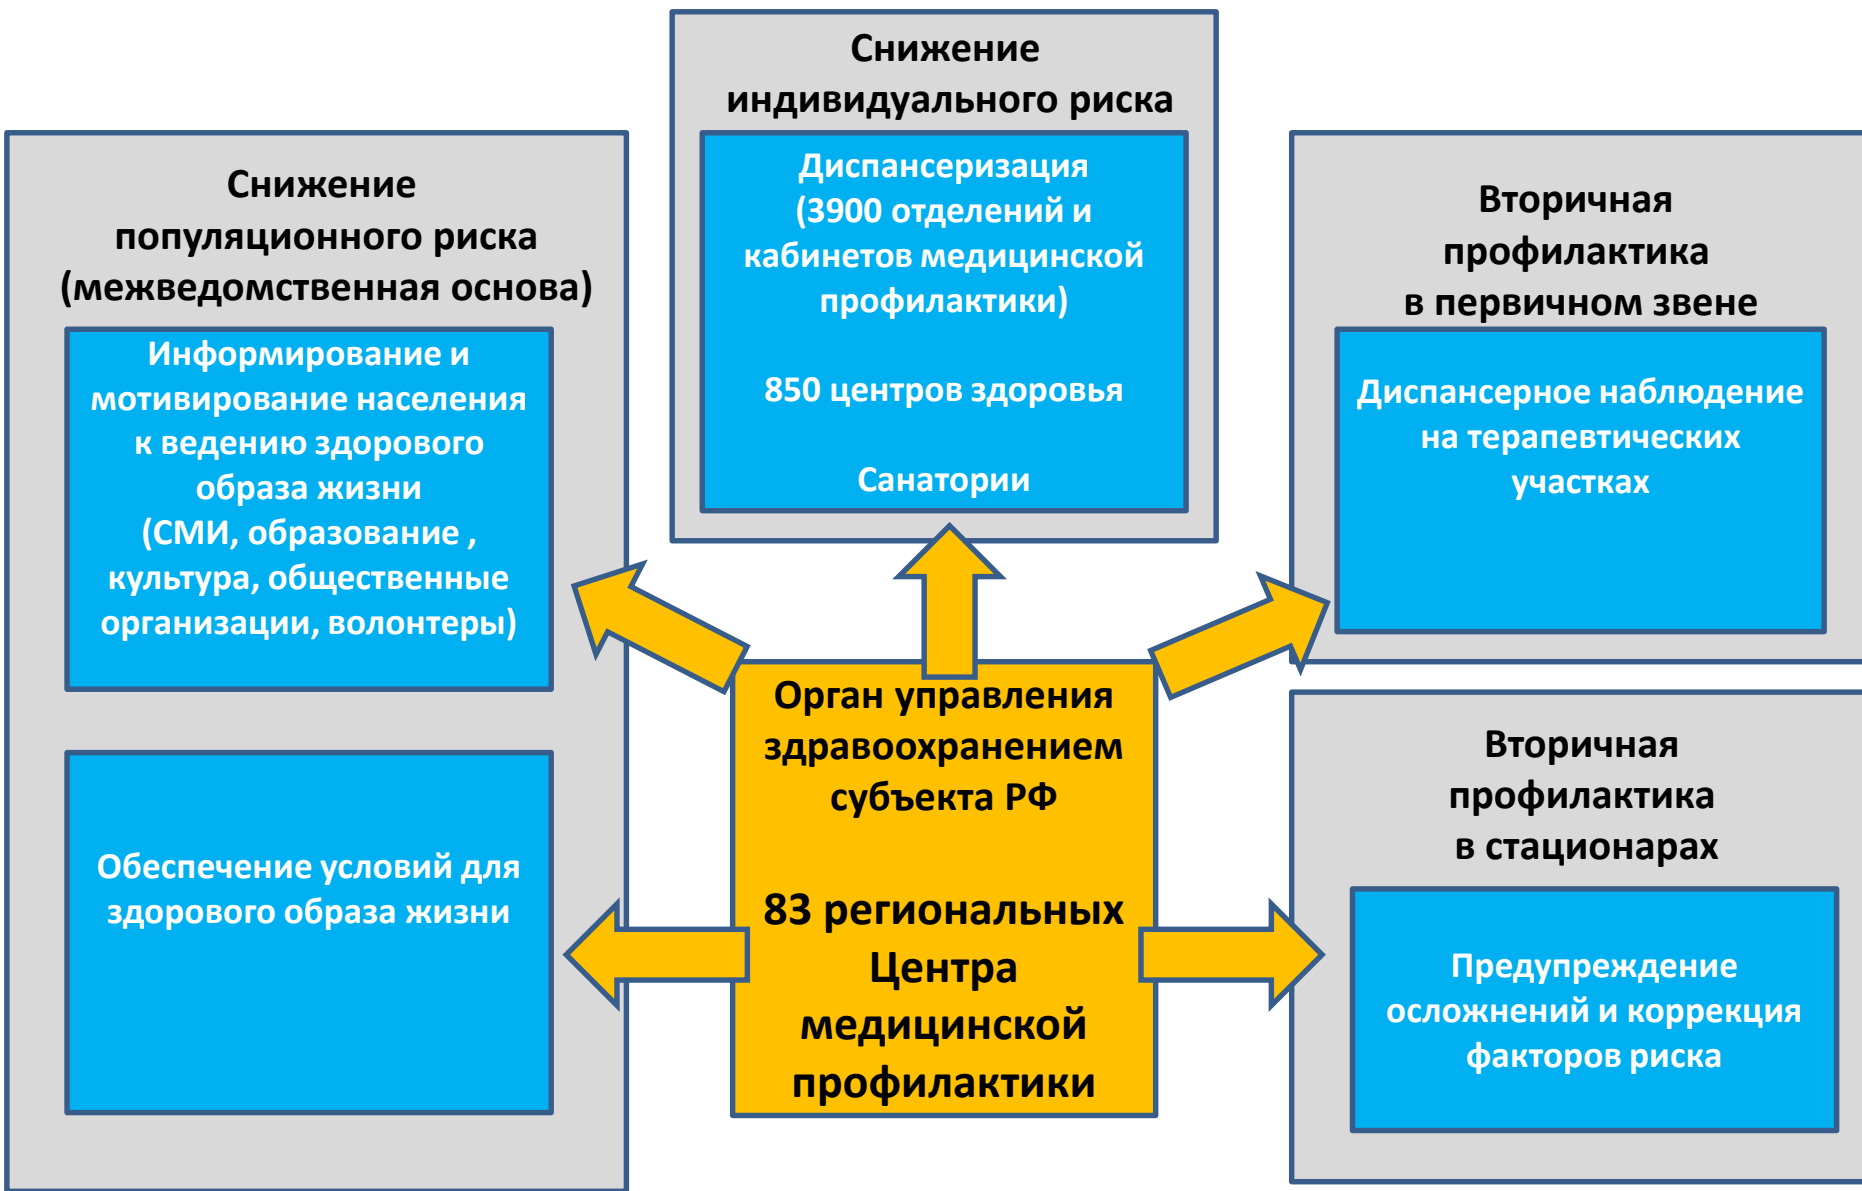 Снижение
популяционного риска
(межведомственная основа)
Информирование и
мотивирование населения
к ведению здорового
образа жизни
(СМИ, образование ,
культура, общественные
организации, волонтеры)
Обеспечение условий для
здорового образа жизни
Снижение
индивидуального риска
Диспансеризация
(3900 отделений и
кабинетов медицинской
профилактики)
850 центров здоровья
Санатории
Орган управления
здравоохранением
субъекта РФ
83 региональных
Центра
медицинской
профилактики
Вторичная
профилактика
в первичном звене
Диспансерное наблюдение
на терапевтических
участках
Вторичная
профилактика
в стационарах
Предупреждение
осложнений и коррекция
факторов риска